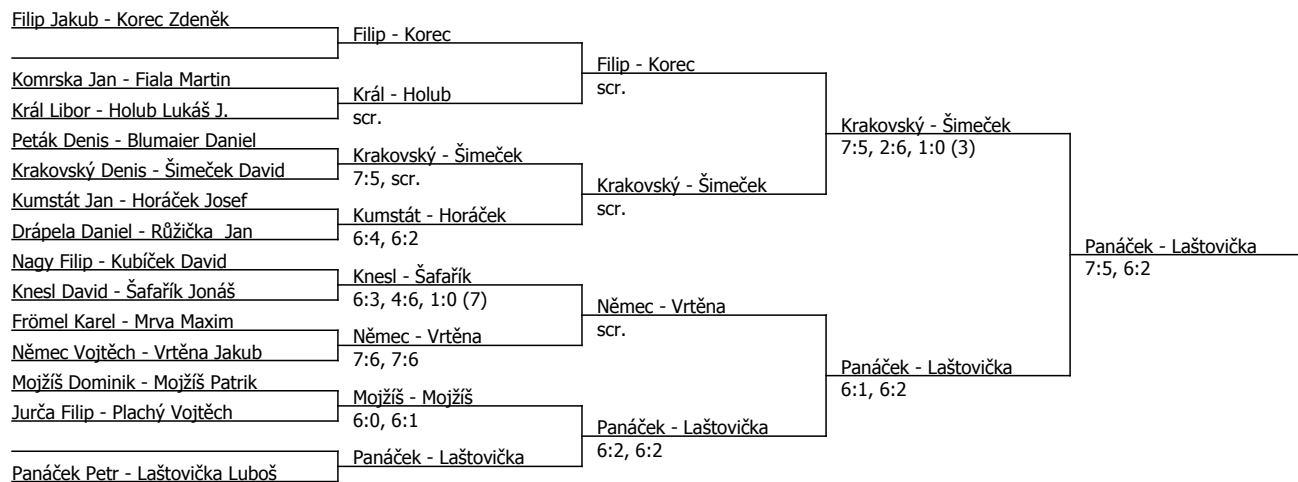 Filip Jakub - Korec Zdeněk
Komrska Jan - Fiala Martin
Král Libor - Holub Lukáš J.
Peták Denis - Blumaier Daniel
Krakovský Denis - Šimeček David
Kumstát Jan - Horáček Josef
Drápela Daniel - Růžička  Jan
Nagy Filip - Kubíček David
Knesl David - Šafařík Jonáš
Frömel Karel - Mrva Maxim
Němec Vojtěch - Vrtěna Jakub
Mojžíš Dominik - Mojžíš Patrik
Jurča Filip - Plachý Vojtěch
Panáček Petr - Laštovička Luboš
Filip - Korec
Král - Holub
scr.
Krakovský - Šimeček
7:5, scr.
Kumstát - Horáček
6:4, 6:2
Knesl - Šafařík
6:3, 4:6, 1:0 (7)
Němec - Vrtěna
7:6, 7:6
Mojžíš - Mojžíš
6:0, 6:1
Panáček - Laštovička
Filip - Korec
scr.
Krakovský - Šimeček
scr.
Němec - Vrtěna
scr.
Panáček - Laštovička
6:2, 6:2
Krakovský - Šimeček
7:5, 2:6, 1:0 (3)
Panáček - Laštovička
6:1, 6:2
Panáček - Laštovička
7:5, 6:2